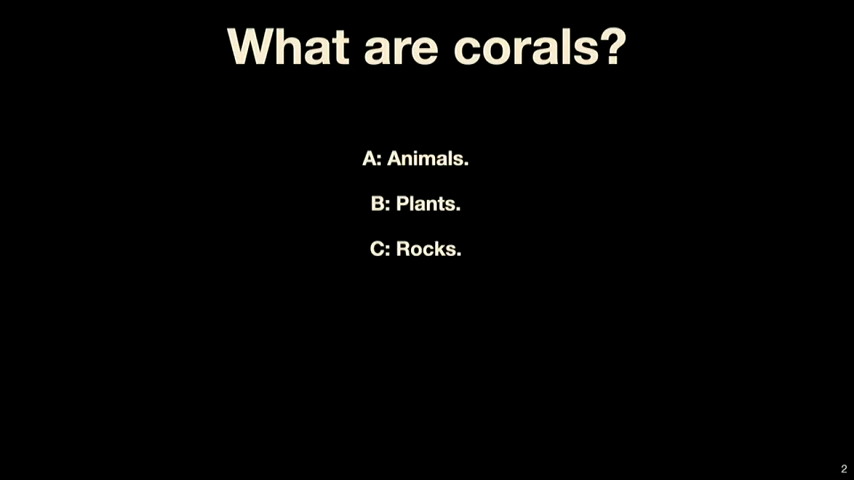 What are corals?
A: Animals.
B: Plants.
C: Rocks.
2